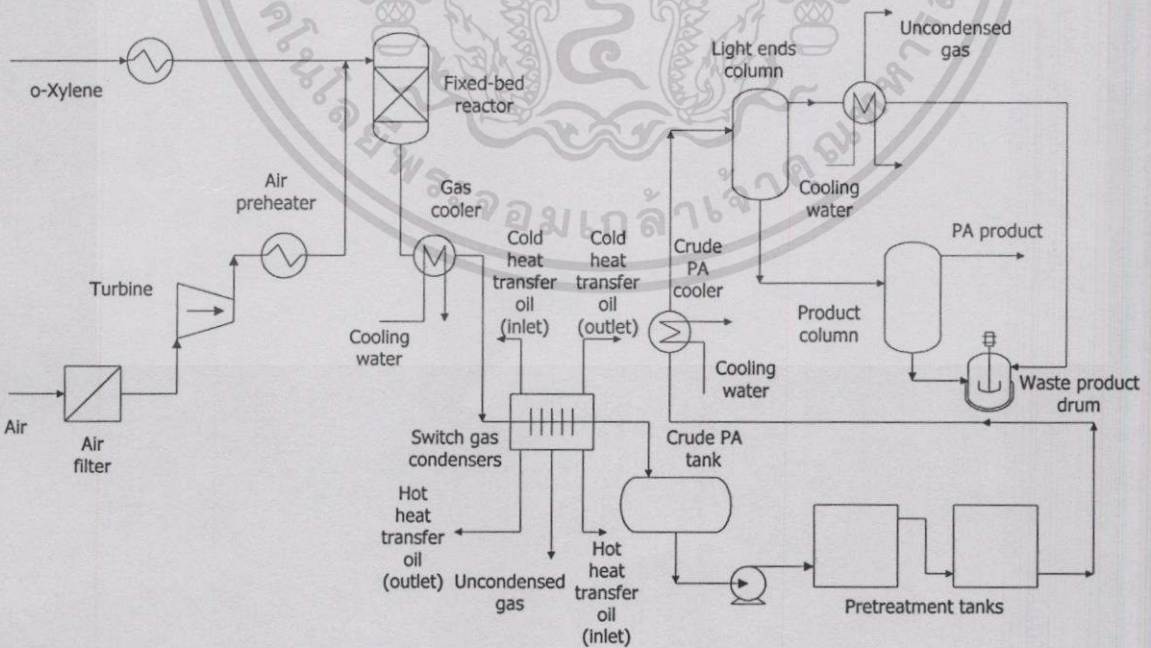 o-Xylene
Fixed-bed
reactor
Light ends
column
Uncondensed
gas
Air
preheater
Gas
cooler
Cold
heat
transfer
oil
(inlet)
Cold
heat
transfer
oil
(outlet)
Crude
PA
cooler
Cooling
water
PA product
Turbine
Cooling
water
Product
column
Cooling
water
Waste product
drum
Air
Air
filter
Switch gas
condensers
Crude PA
tank
Hot
heat
transfer
oil
(outlet)
Uncondensed
gas
Hot
heat
transfer
oil
(inlet)
Pretreatment tanks